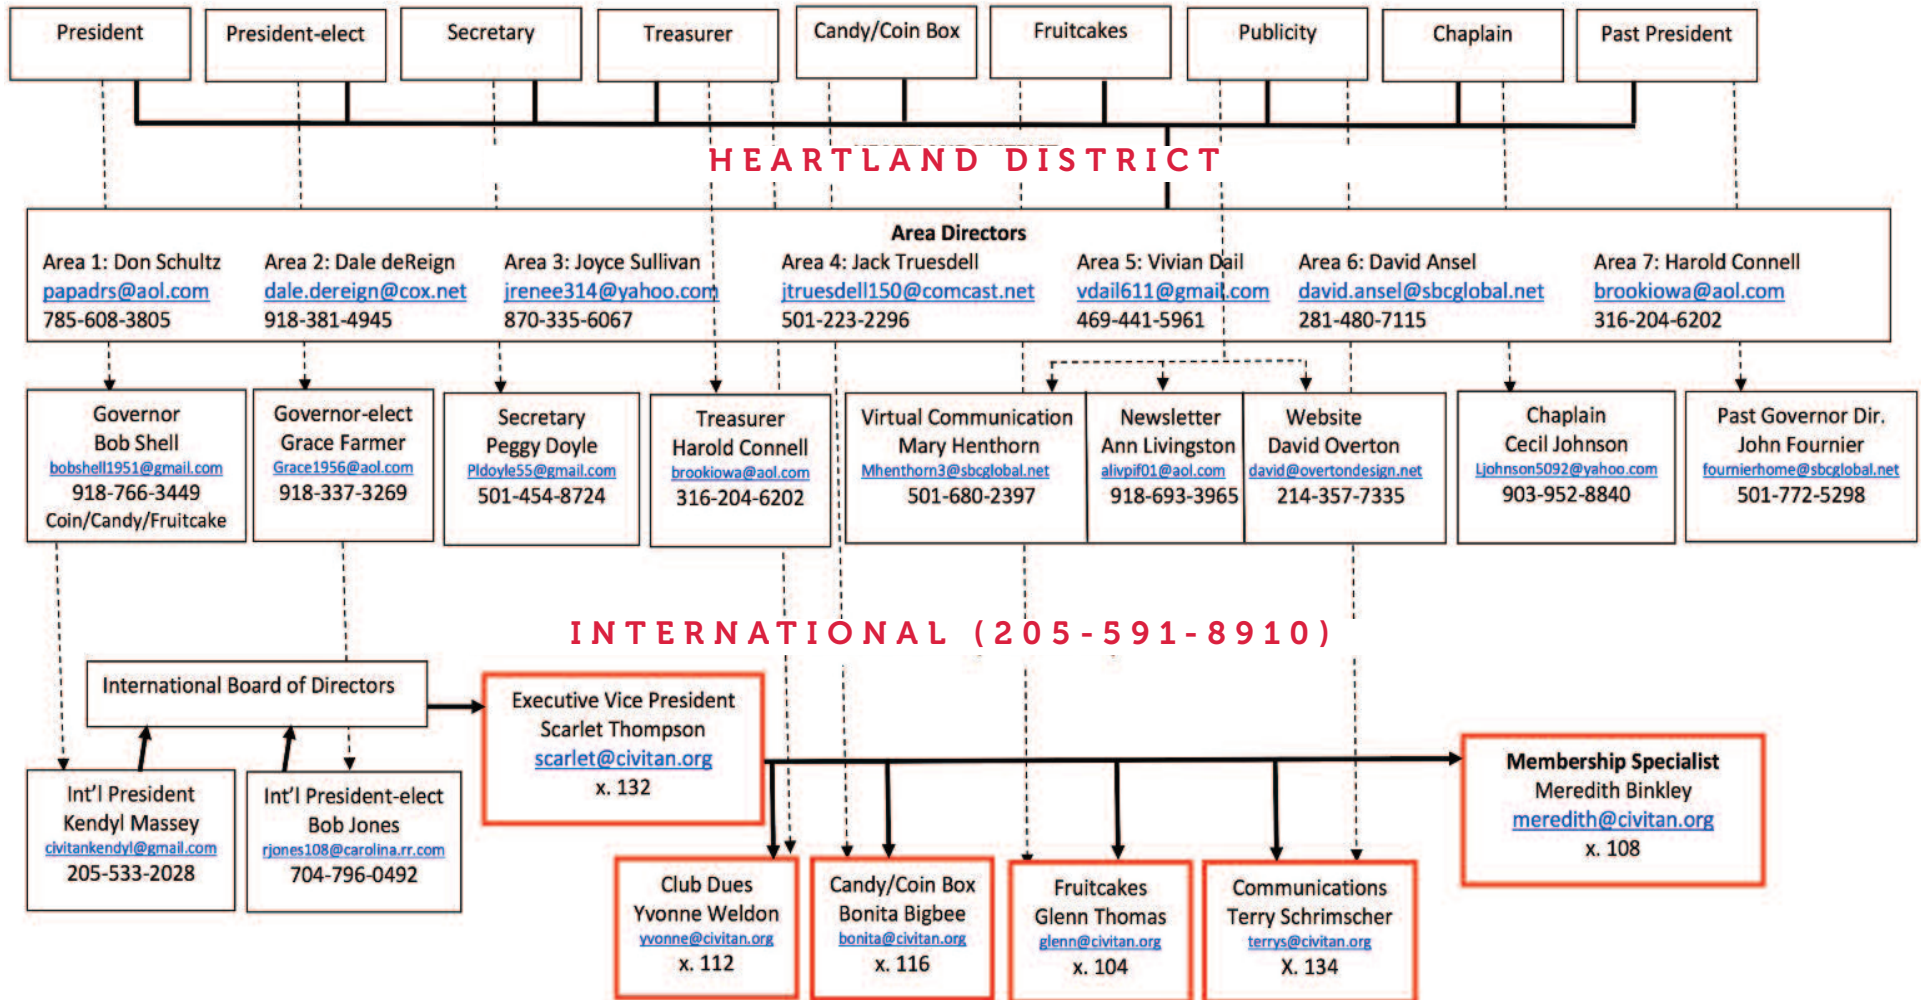 President
President-elect
Secretary
Treasurer
Candy/Coin Box
Fruitcakes
Publicity
Chaplain
Past President
HEARTLAND DISTRICT
Area Directors
Area 1: Don Schultz
papadrs@aol.com
785-608-3805
Area 2: Dale deReign
dale.dereign@cox.net
918-381-4945
Area 3: Joyce Sullivan
jrenee314@yahoo.com
870-335-6067
Area 4: Jack Truesdell
jtruesdell150@comcast.net
501-223-2296
Area 5: Vivian Dail
vdail611@gmail.com
469-441-5961
Area 6: David Ansel
david.ansel@sbcglobal.net
281-480-7115
Area 7: Harold Connell
brookiowa@aol.com
316-204-6202
Governor
Bob Shell
bobshell1951@gmail.com
918-766-3449
Coin/Candy/Fruitcake
Governor-elect
Grace Farmer
Grace1956@aol.com
918-337-3269
Secretary
Peggy Doyle
Pldoyle55@gmail.com
501-454-8724
Treasurer
Harold Connell
brookiowa@aol.com
316-204-6202
Virtual Communication
Mary Henthorn
Mhenthorn3@sbcglobal.net
501-680-2397
Newsletter
Ann Livingston
alivpif01@aol.com
918-693-3965
Website
David Overton
david@overtondesign.net
214-357-7335
Chaplain
Cecil Johnson
Ljohnson5092@yahoo.com
903-952-8840
Past Governor Dir.
John Fournier
fournierhome@sbcglobal.net
501-772-5298
INTERNATIONAL (205-591-8910)
International Board of Directors
Executive Vice President
Scarlet Thompson
scarlet@civitan.org
x. 132
Membership Specialist
Meredith Binkley
meredith@civitan.org
x. 108
Int'l President
Kendyl Massey
civitankendyl@gmail.com
205-533-2028
Int'l President-elect
Bob Jones
rjones108@carolina.rr.com
704-796-0492
Club Dues
Yvonne Weldon
yvonne@civitan.org
x. 112
Candy/Coin Box
Bonita Bigbee
bonita@civitan.org
x. 116
Fruitcakes
Glenn Thomas
glenn@civitan.org
x. 104
Communications
Terry Schrimscher
terrys@civitan.org
X. 134